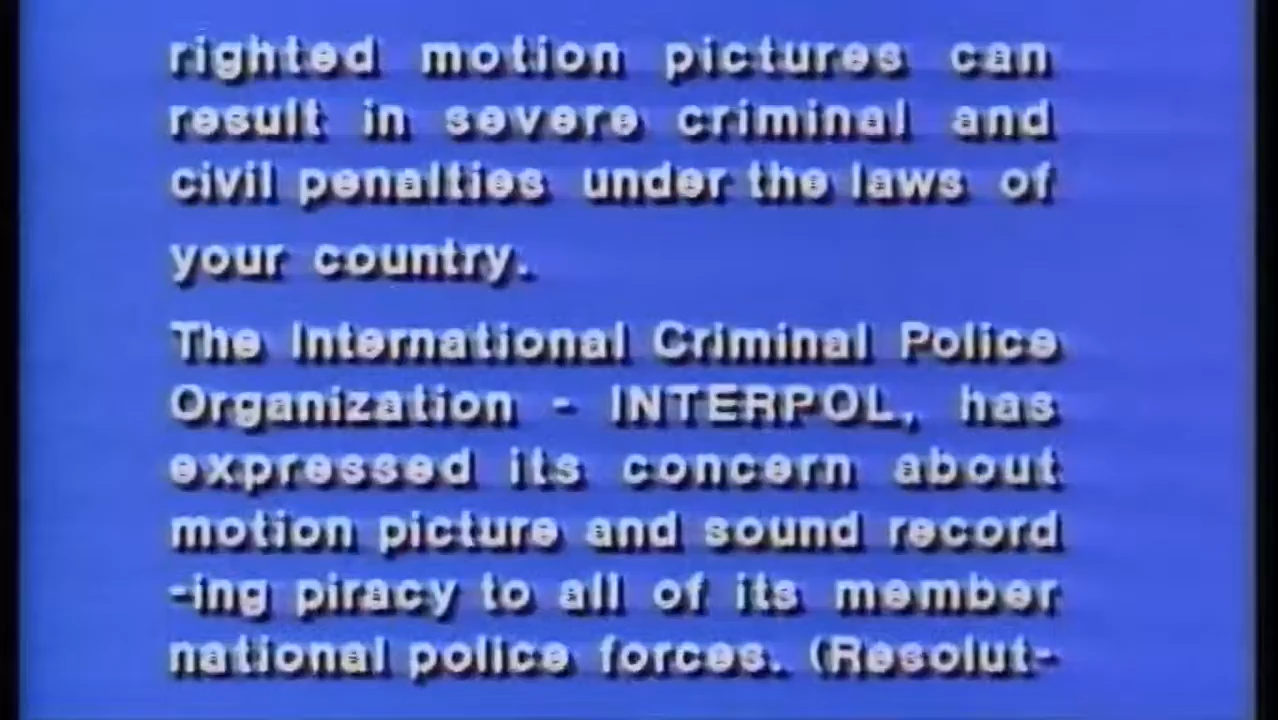 righted motion pictures can
result in severe criminal and
civil penalties under the laws of
your country.
The International Criminal Police
Organization - INTERPOL, has
expressed its concern about
motion picture and sound record
-ing piracy to all of its member
national police forces. (Resolut-